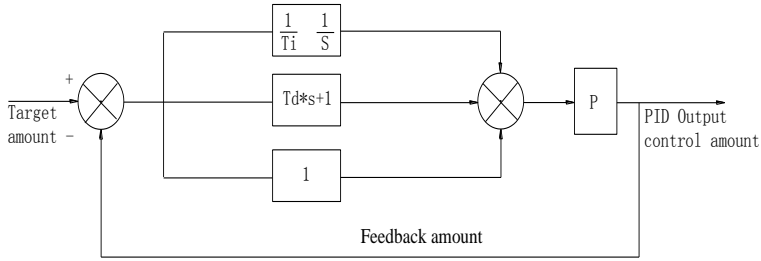 1 1
Ti S
+
Target
amount -
Td*s+1
P
PID Output
control amount
1
Feedback amount